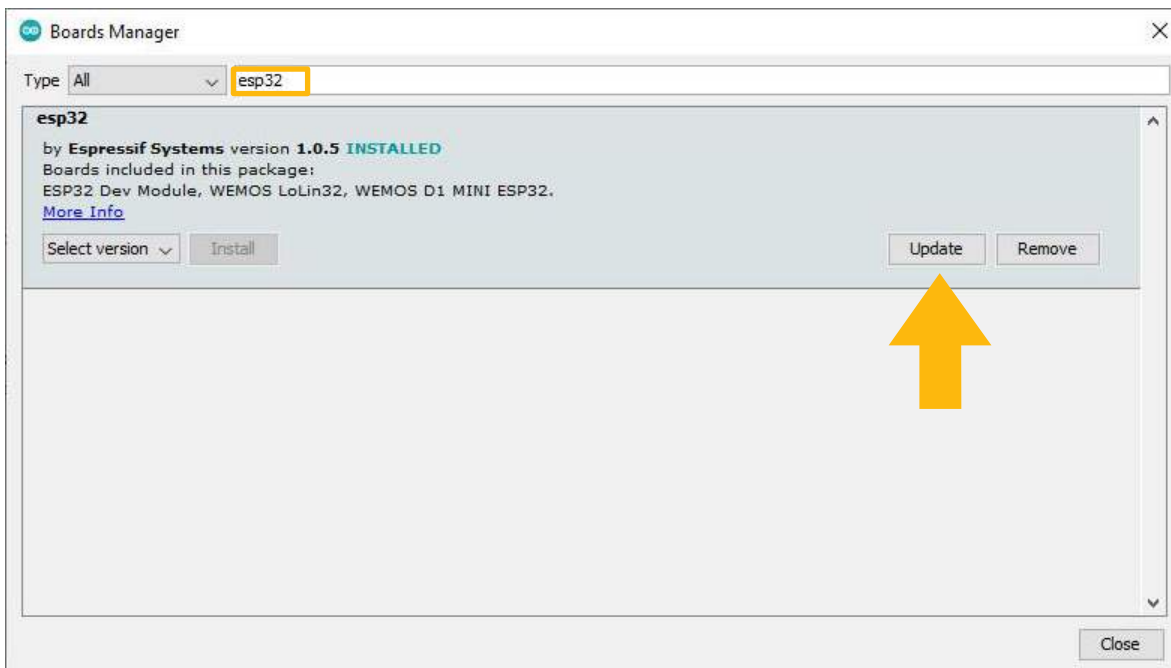 Boards Manager
Type All esp32
esp32
by Espressif Systems version 1.0.5 INSTALLED
Boards included in this package:
ESP32 Dev Module, WEMOS LoLin32, WEMOS D1 MINI ESP32.
More Info
Select version Install Update Remove
Close